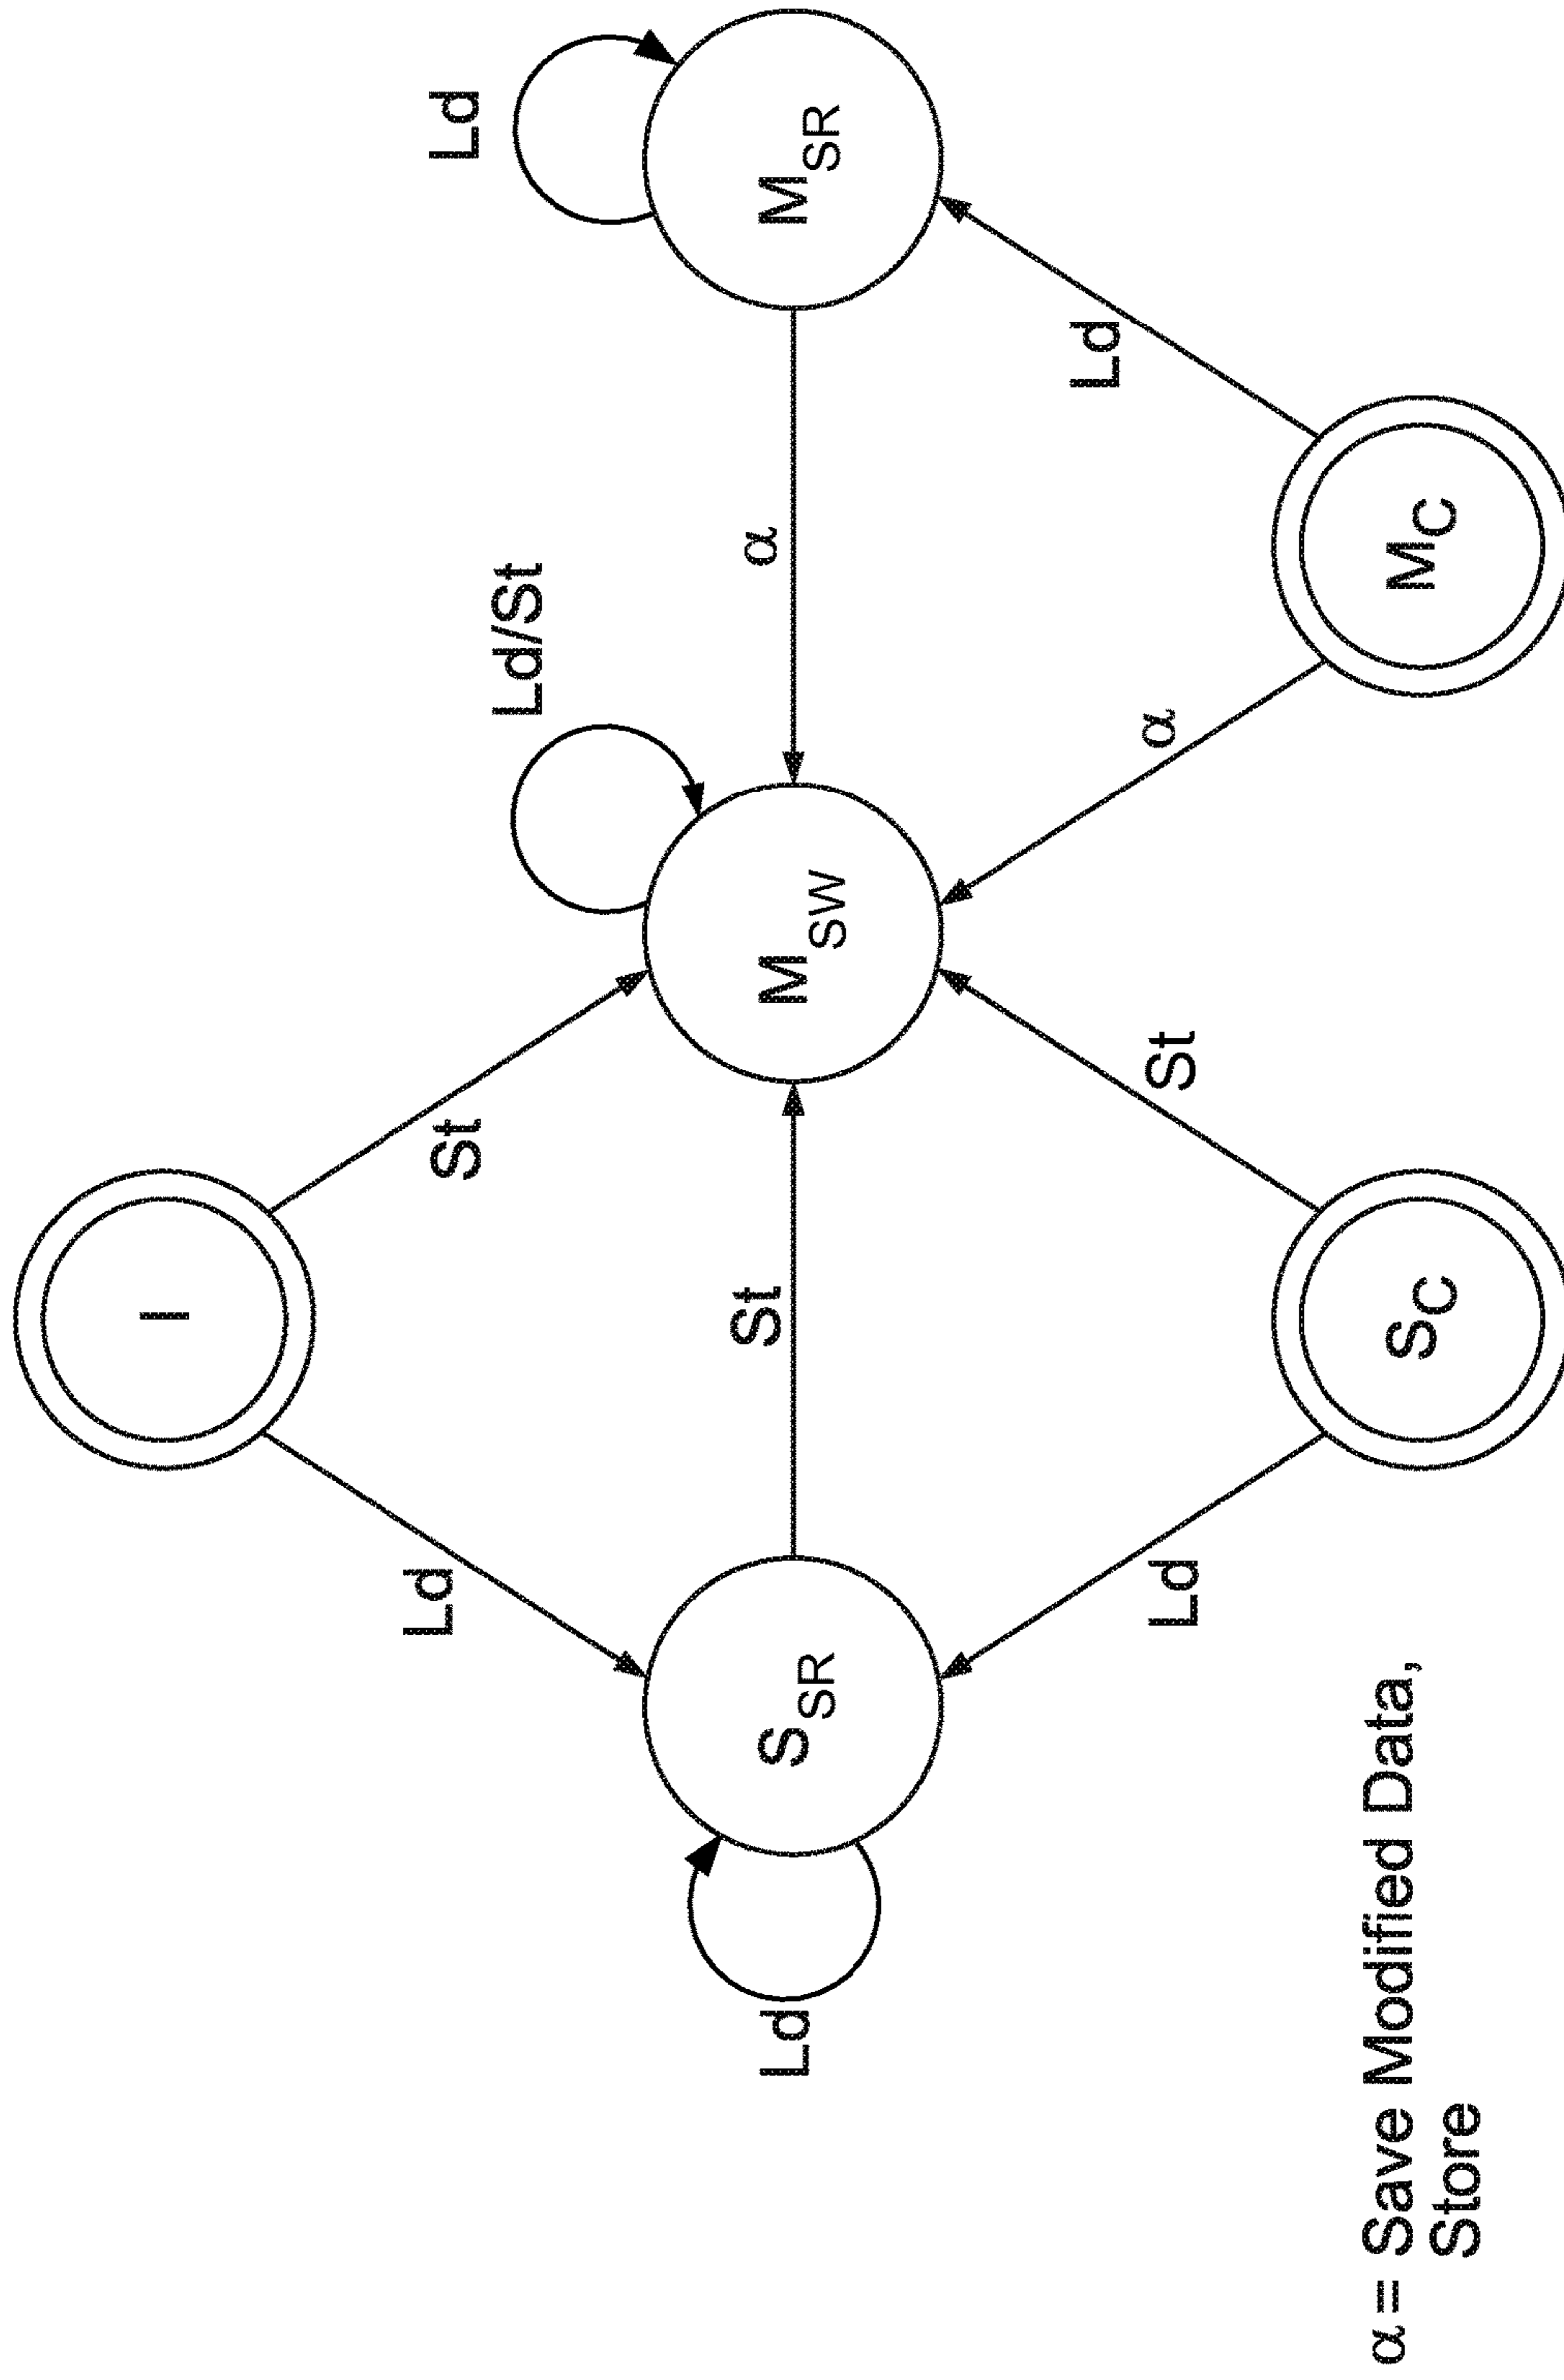 I
Ld
St
Ld/St
Ld
Ld
S_SR
St
M_SW
α
M_SR
Ld
St
α
Ld
S_C
M_C
α = Save Modified Data,
Store